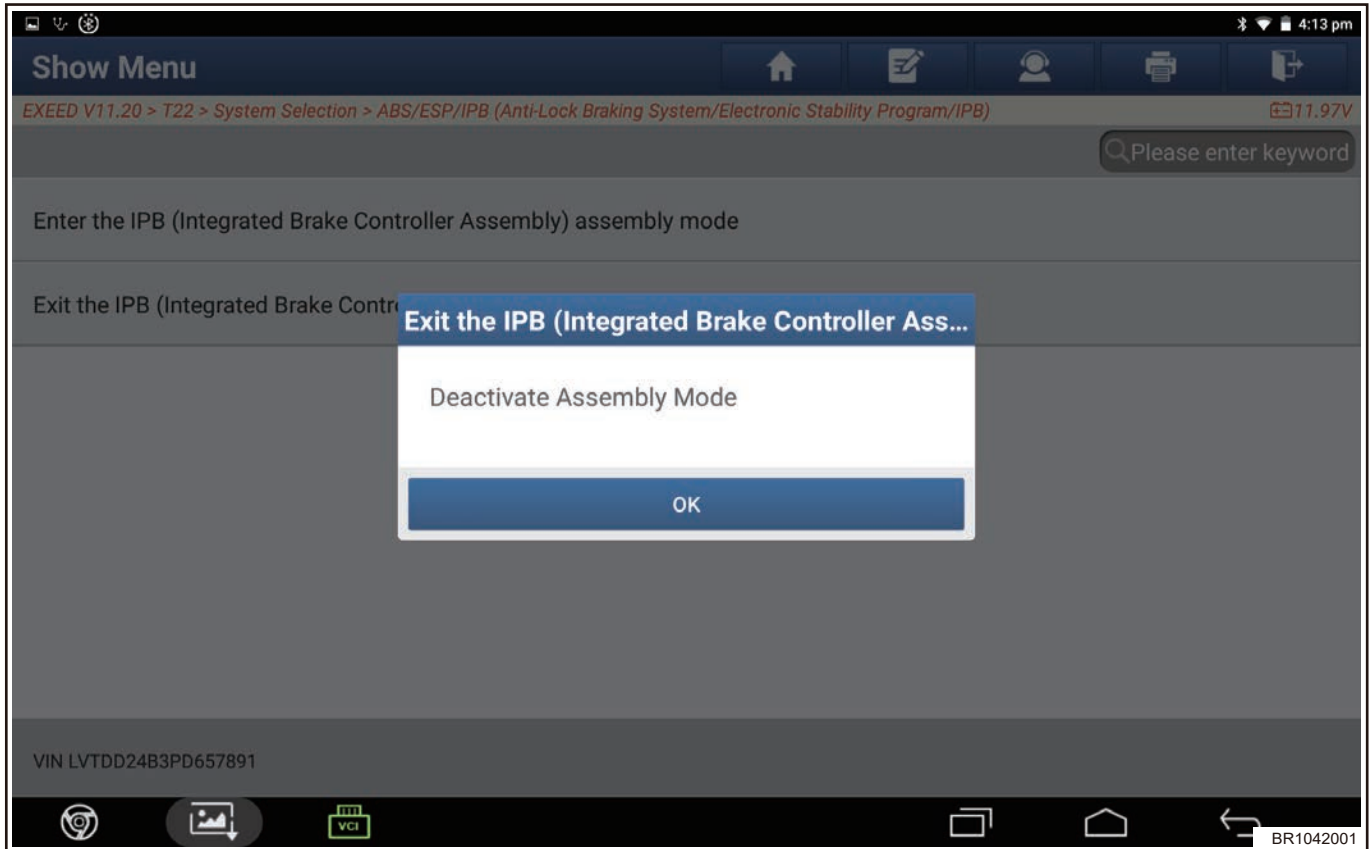 4:13 pm
Show Menu
EXEED V11.20 > T22 > System Selection > ABS/ESP/IPB (Anti-Lock Braking System/Electronic Stability Program/IPB)
11.97V
Please enter keyword
Enter the IPB (Integrated Brake Controller Assembly) assembly mode
Exit the IPB (Integrated Brake Contr
Exit the IPB (Integrated Brake Controller Ass...
Deactivate Assembly Mode
OK
VIN LVTDD24B3PD657891
VCI
BR1042001